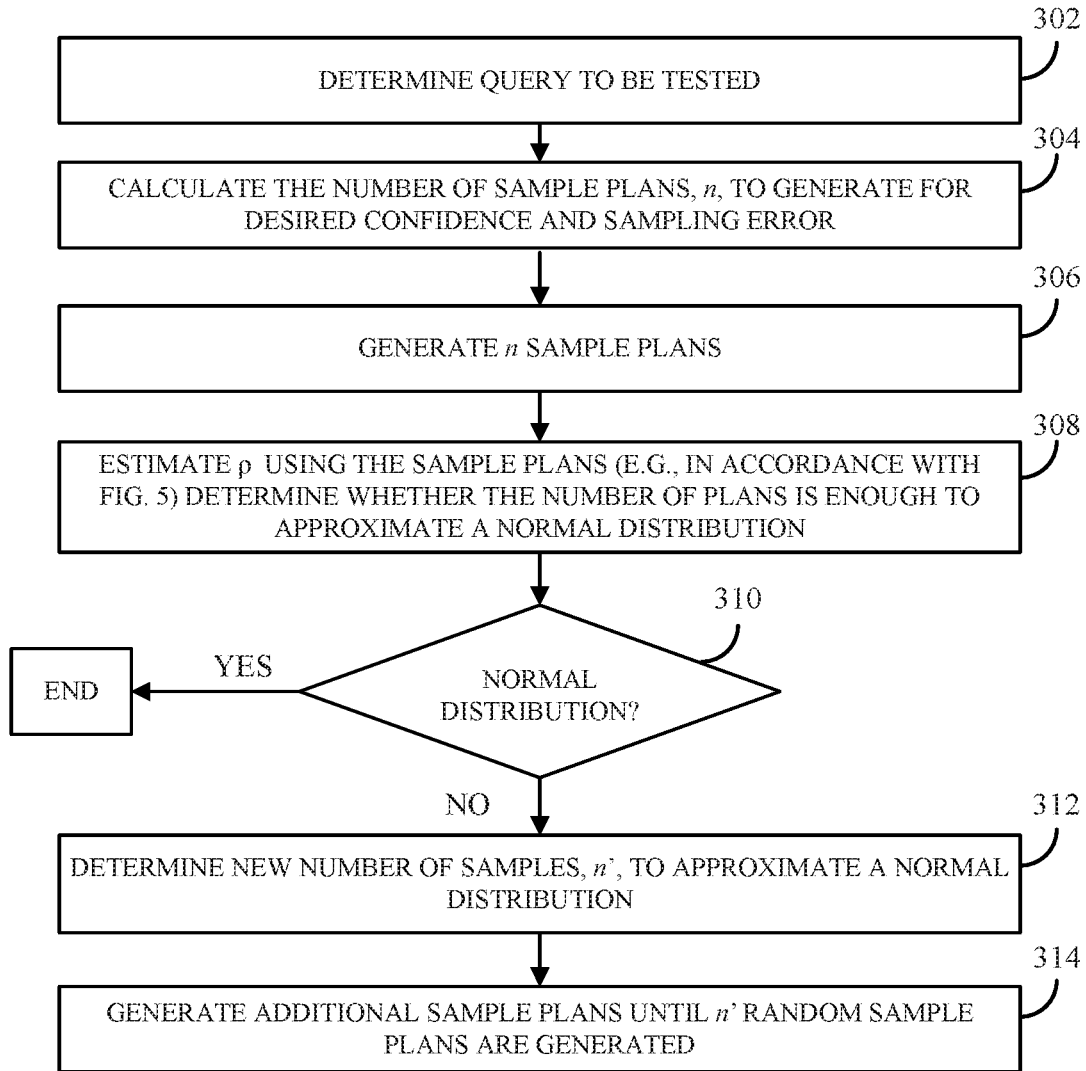 302
DETERMINE QUERY TO BE TESTED
304
CALCULATE THE NUMBER OF SAMPLE PLANS, n, TO GENERATE FOR
DESIRED CONFIDENCE AND SAMPLING ERROR
306
GENERATE n SAMPLE PLANS
308
ESTIMATE ρ USING THE SAMPLE PLANS (E.G., IN ACCORDANCE WITH
FIG. 5) DETERMINE WHETHER THE NUMBER OF PLANS IS ENOUGH TO
APPROXIMATE A NORMAL DISTRIBUTION
310
NORMAL
DISTRIBUTION?
YES
END
NO
312
DETERMINE NEW NUMBER OF SAMPLES, n', TO APPROXIMATE A NORMAL
DISTRIBUTION
314
GENERATE ADDITIONAL SAMPLE PLANS UNTIL n' RANDOM SAMPLE
PLANS ARE GENERATED